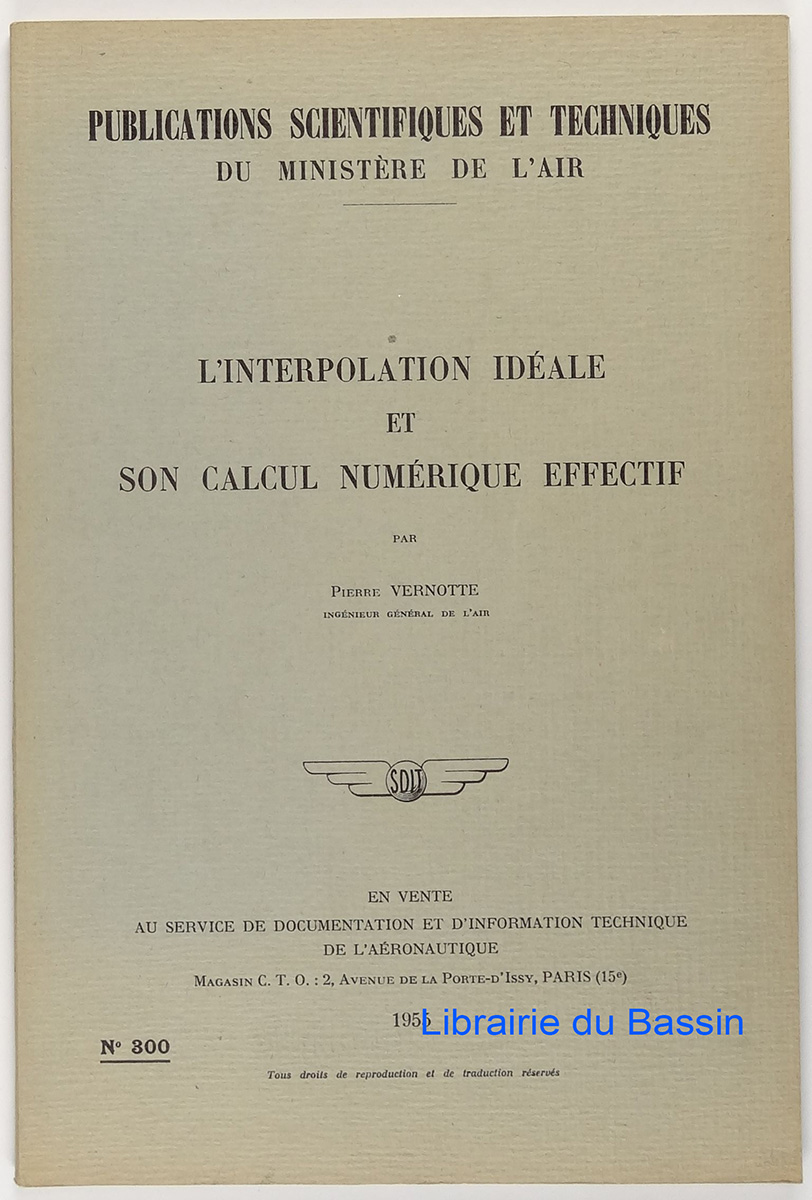 PUBLICATIONS SCIENTIFIQUES ET TECHNIQUES
DU MINISTÈRE DE L'AIR
L'INTERPOLATION IDÉALE
ET
SON CALCUL NUMÉRIQUE EFFECTIF
PAR
PIERRE VERNOTTE
INGÉNIEUR GÉNÉRAL DE L'AIR
SDIT
EN VENTE
AU SERVICE DE DOCUMENTATION ET D'INFORMATION TECHNIQUE
DE L'AÉRONAUTIQUE
MAGASIN C. T. O. : 2, AVENUE DE LA PORTE-D'ISSY, PARIS (15e)
1955
Librairie du Bassin
No 300
Tous droits de reproduction et de traduction réservés